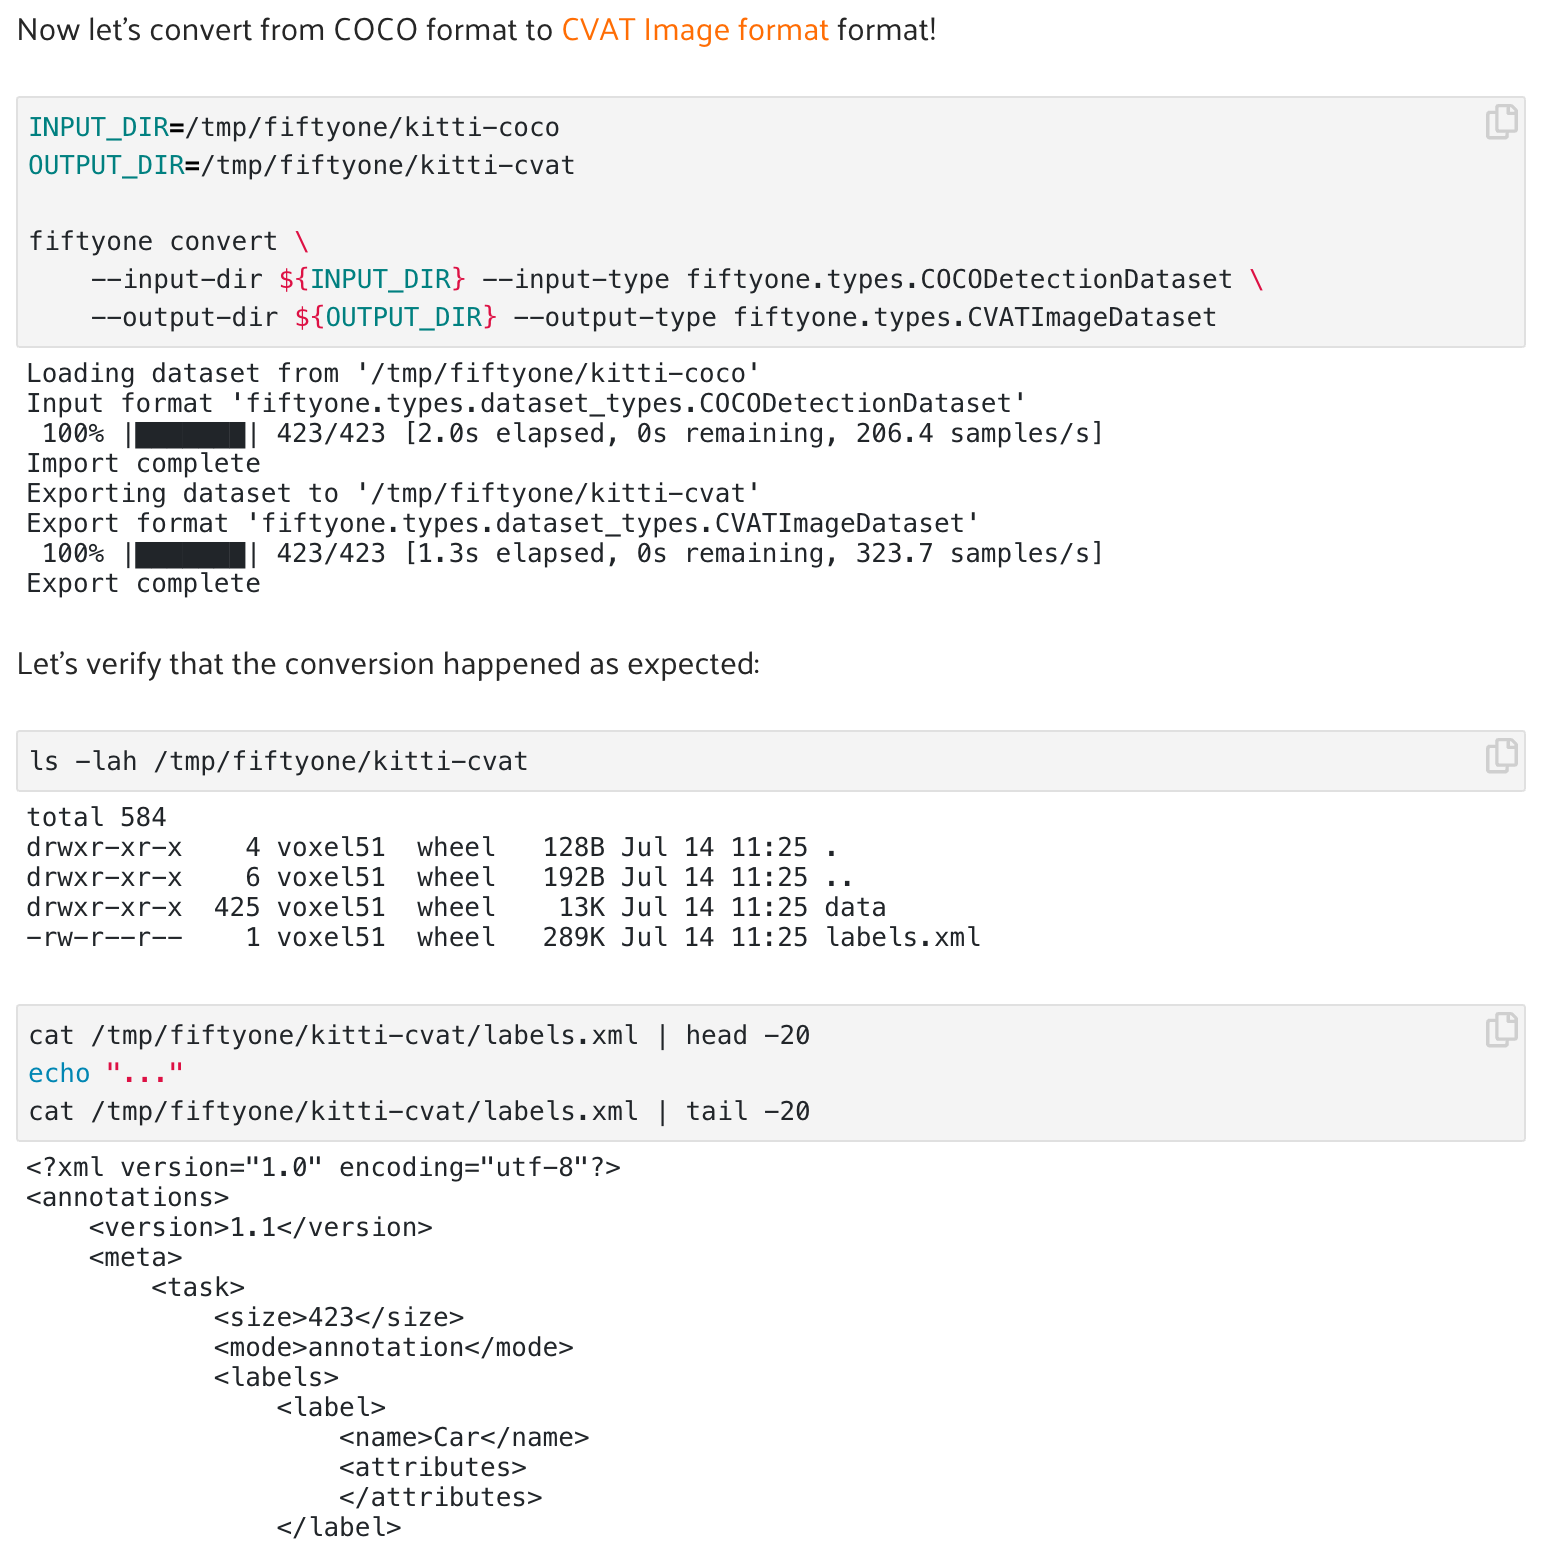 Now let’s convert from COCO format to CVAT Image format format!
INPUT_DIR=/tmp/fiftyone/kitti-coco
OUTPUT_DIR=/tmp/fiftyone/kitti-cvat
fiftyone convert \
    --input-dir ${INPUT_DIR} --input-type fiftyone.types.COCODetectionDataset \
    --output-dir ${OUTPUT_DIR} --output-type fiftyone.types.CVATImageDataset
Loading dataset from '/tmp/fiftyone/kitti-coco'
Input format 'fiftyone.types.dataset_types.COCODetectionDataset'
 100% |███████| 423/423 [2.0s elapsed, 0s remaining, 206.4 samples/s]
Import complete
Exporting dataset to '/tmp/fiftyone/kitti-cvat'
Export format 'fiftyone.types.dataset_types.CVATImageDataset'
 100% |███████| 423/423 [1.3s elapsed, 0s remaining, 323.7 samples/s]
Export complete
Let’s verify that the conversion happened as expected:
ls -lah /tmp/fiftyone/kitti-cvat
total 584
drwxr-xr-x    4 voxel51  wheel   128B Jul 14 11:25 .
drwxr-xr-x    6 voxel51  wheel   192B Jul 14 11:25 ..
drwxr-xr-x  425 voxel51  wheel    13K Jul 14 11:25 data
-rw-r--r--    1 voxel51  wheel   289K Jul 14 11:25 labels.xml
cat /tmp/fiftyone/kitti-cvat/labels.xml | head -20
echo "..."
cat /tmp/fiftyone/kitti-cvat/labels.xml | tail -20
<?xml version="1.0" encoding="utf-8"?>
<annotations>
    <version>1.1</version>
    <meta>
        <task>
            <size>423</size>
            <mode>annotation</mode>
            <labels>
                <label>
                    <name>Car</name>
                    <attributes>
                    </attributes>
                </label>